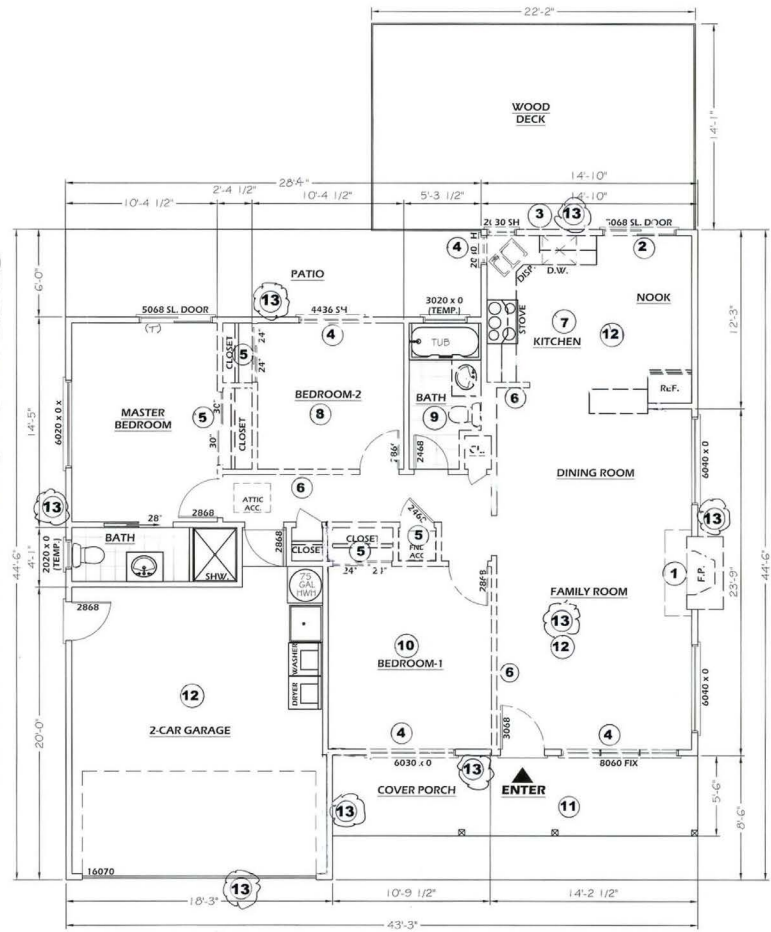 22'-2"
WOOD
DECK
14'-1"
28'4"
14'-10"
2'-4 1/2"
10'-4 1/2"
10'-4 1/2"
5'-3 1/2"
14'-10"
3
13
2030 SH
5068 SL. DOOR
4
2
DISP.
D.W.
6'-0"
PATIO
NOOK
13
5068 SL. DOOR
(T)
4436 SH
3020 x 0
(TEMP.)
STOVE
7
KITCHEN
12
12'-3"
4
TUB
CLOSET
5
24"
24"
REF.
BEDROOM-2
8
BATH
9
6
MASTER
BEDROOM
5
30"
30"
CLOSET
6020 x 0 x
14'-5"
2468
DINING ROOM
6040 x 0
6
ATTIC
ACC.
13
2868
28"
13
44'-6"
4'-1"
2020 x 0
(TEMP.)
BATH
SHW.
2868
CLOSET
CLOSET
5
24"
5
ACC
1
F.P.
23'-9"
44'-6"
75
GAL
HWH
2868
FAMILY ROOM
13
12
2868
WASHER
DRYER
10
BEDROOM-1
6
12
2-CAR GARAGE
20'-0"
6040 x 0
3068
4
4
6030 x 0
8060 FIX
13
COVER PORCH
ENTER
11
13
5'-6"
8'-6"
16070
13
18'-3"
10'-9 1/2"
14'-2 1/2"
43'-3"